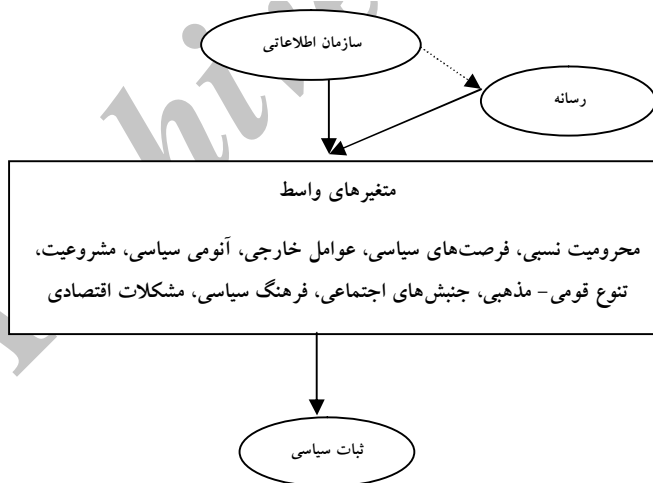 سازمان اطلاعاتی
رسانه
متغیرهای واسط
محرومیت نسبی، فرصت‌های سیاسی، عوامل خارجی، آنومی سیاسی، مشروعیت،
تنوع قومی- مذهبی، جنبش‌های اجتماعی، فرهنگ سیاسی، مشکلات اقتصادی
ثبات سیاسی